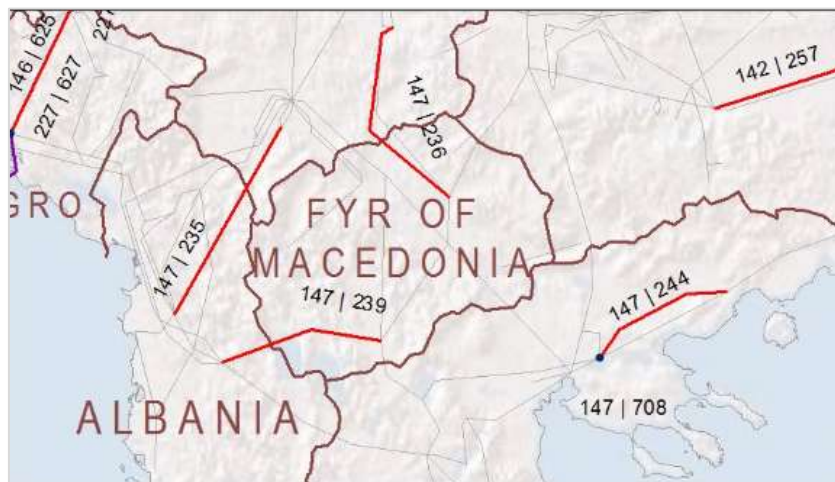 146 | 625
227 | 627
221
142 | 257
147 | 236
GRO
FYR OF
MACEDONIA
147 | 235
147 | 239
147 | 244
ALBANIA
147 | 708